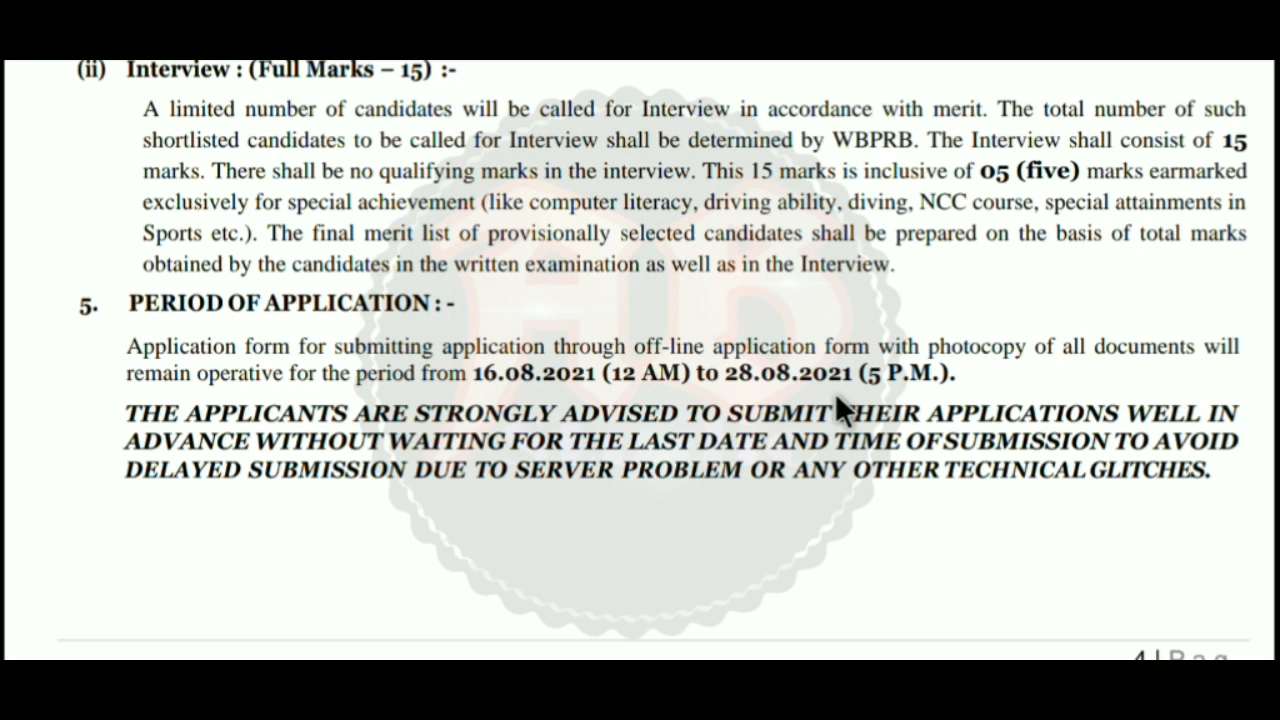 (ii) Interview : (Full Marks – 15) :-
A limited number of candidates will be called for Interview in accordance with merit. The total number of such
shortlisted candidates to be called for Interview shall be determined by WBPRB. The Interview shall consist of 15
marks. There shall be no qualifying marks in the interview. This 15 marks is inclusive of 05 (five) marks earmarked
exclusively for special achievement (like computer literacy, driving ability, diving, NCC course, special attainments in
Sports etc.). The final merit list of provisionally selected candidates shall be prepared on the basis of total marks
obtained by the candidates in the written examination as well as in the Interview.
5. PERIOD OF APPLICATION : -
Application form for submitting application through off-line application form with photocopy of all documents will
remain operative for the period from 16.08.2021 (12 AM) to 28.08.2021 (5 P.M.).
THE APPLICANTS ARE STRONGLY ADVISED TO SUBMIT THEIR APPLICATIONS WELL IN
ADVANCE WITHOUT WAITING FOR THE LAST DATE AND TIME OF SUBMISSION TO AVOID
DELAYED SUBMISSION DUE TO SERVER PROBLEM OR ANY OTHER TECHNICAL GLITCHES.